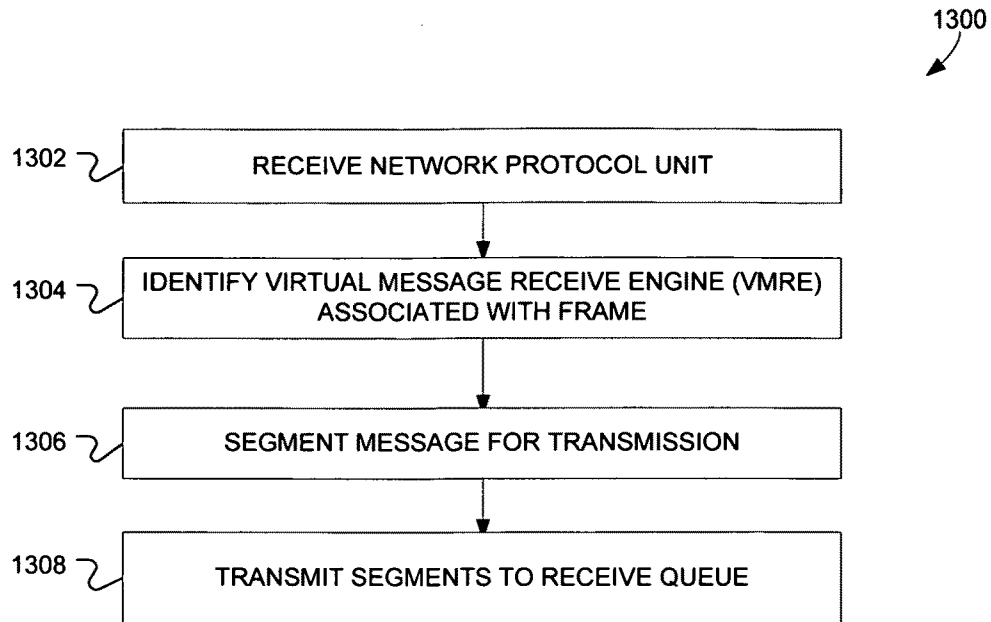 1300
1302
RECEIVE NETWORK PROTOCOL UNIT
1304
IDENTIFY VIRTUAL MESSAGE RECEIVE ENGINE (VMRE)
ASSOCIATED WITH FRAME
1306
SEGMENT MESSAGE FOR TRANSMISSION
1308
TRANSMIT SEGMENTS TO RECEIVE QUEUE